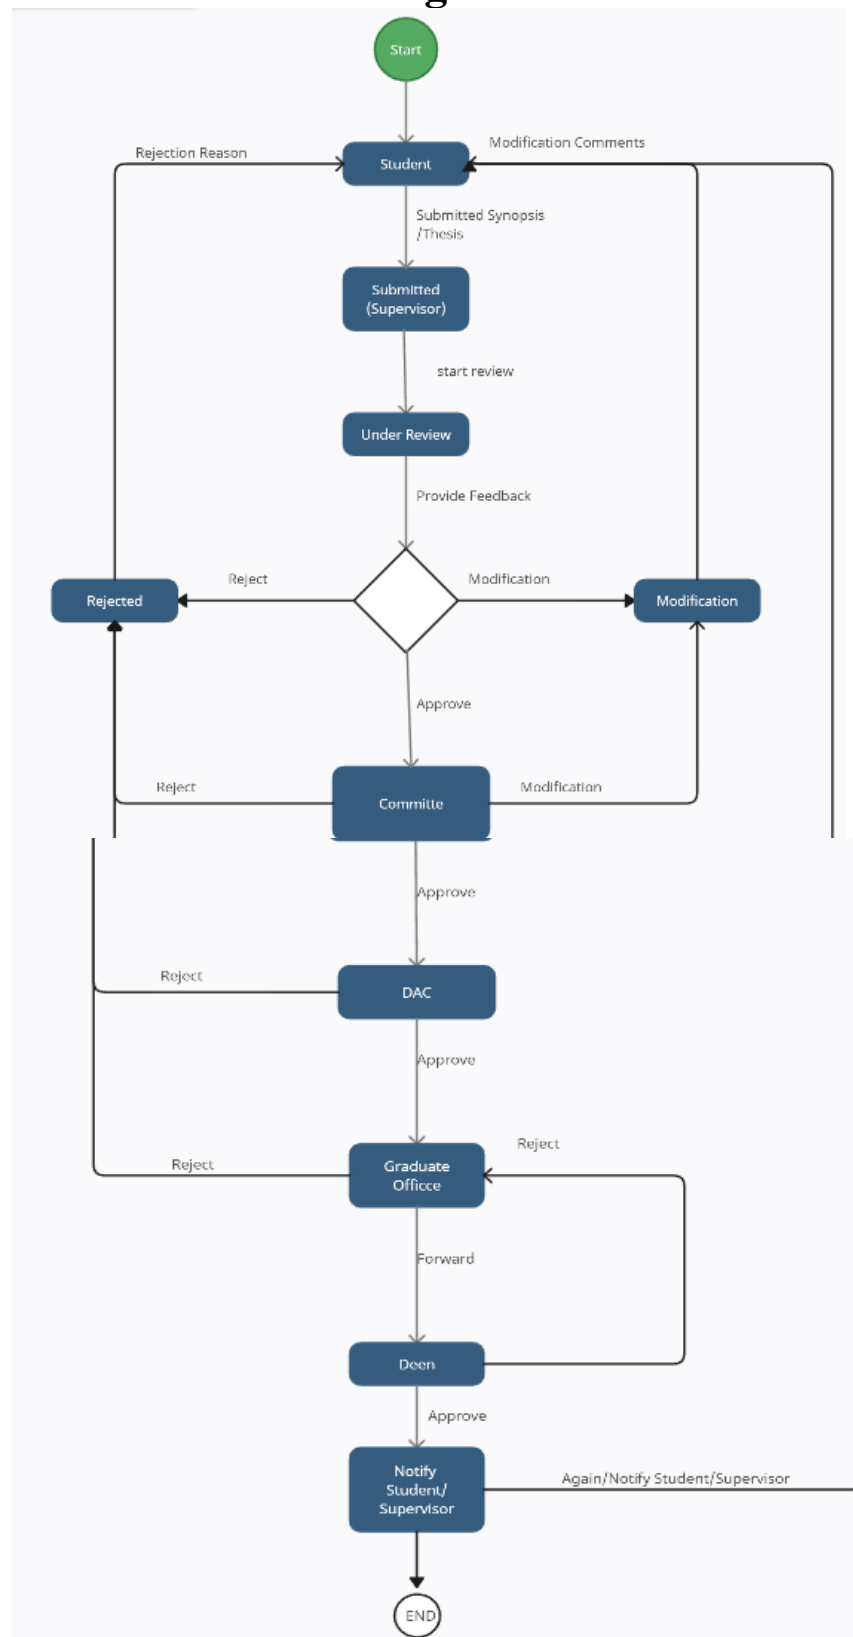 Start
Rejection Reason
Modification Comments
Student
Submitted Synopsis
/Thesis
Submitted
(Supervisor)
start review
Under Review
Provide Feedback
Reject
Modification
Rejected
Modification
Approve
Reject
Committe
Modification
Approve
Reject
DAC
Approve
Reject
Reject
Graduate
Officce
Forward
Deen
Approve
Notify
Student/
Supervisor
Again/Notify Student/Supervisor
END